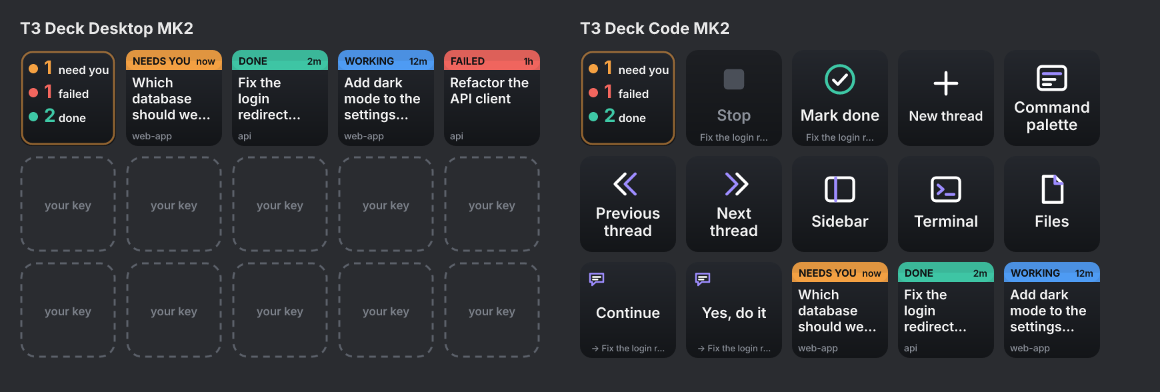 T3 Deck Desktop MK2
1 need you
1 failed
2 done
NEEDS YOU now
Which
database
should we...
web-app
DONE 2m
Fix the
login
redirect...
api
WORKING 12m
Add dark
mode to the
settings...
web-app
FAILED 1h
Refactor the
API client
api
your key
your key
your key
your key
your key
your key
your key
your key
your key
your key
T3 Deck Code MK2
1 need you
1 failed
2 done
Stop
Fix the login r...
Mark done
Fix the login r...
New thread
Command
palette
Previous
thread
Next
thread
Sidebar
Terminal
Files
Continue
→ Fix the login r...
Yes, do it
→ Fix the login r...
NEEDS YOU now
Which
database
should we...
web-app
DONE 2m
Fix the
login
redirect...
api
WORKING 12m
Add dark
mode to the
settings...
web-app